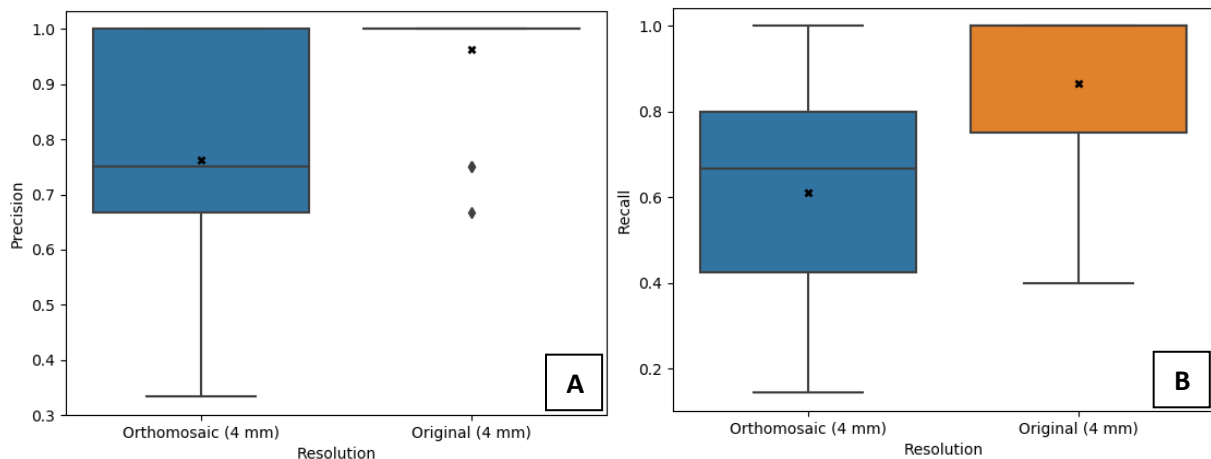 Precision
1.0
0.9
0.8
0.7
0.6
0.5
0.4
0.3
Orthomosaic (4 mm)
Original (4 mm)
Resolution
A
Recall
1.0
0.8
0.6
0.4
0.2
Orthomosaic (4 mm)
Original (4 mm)
Resolution
B